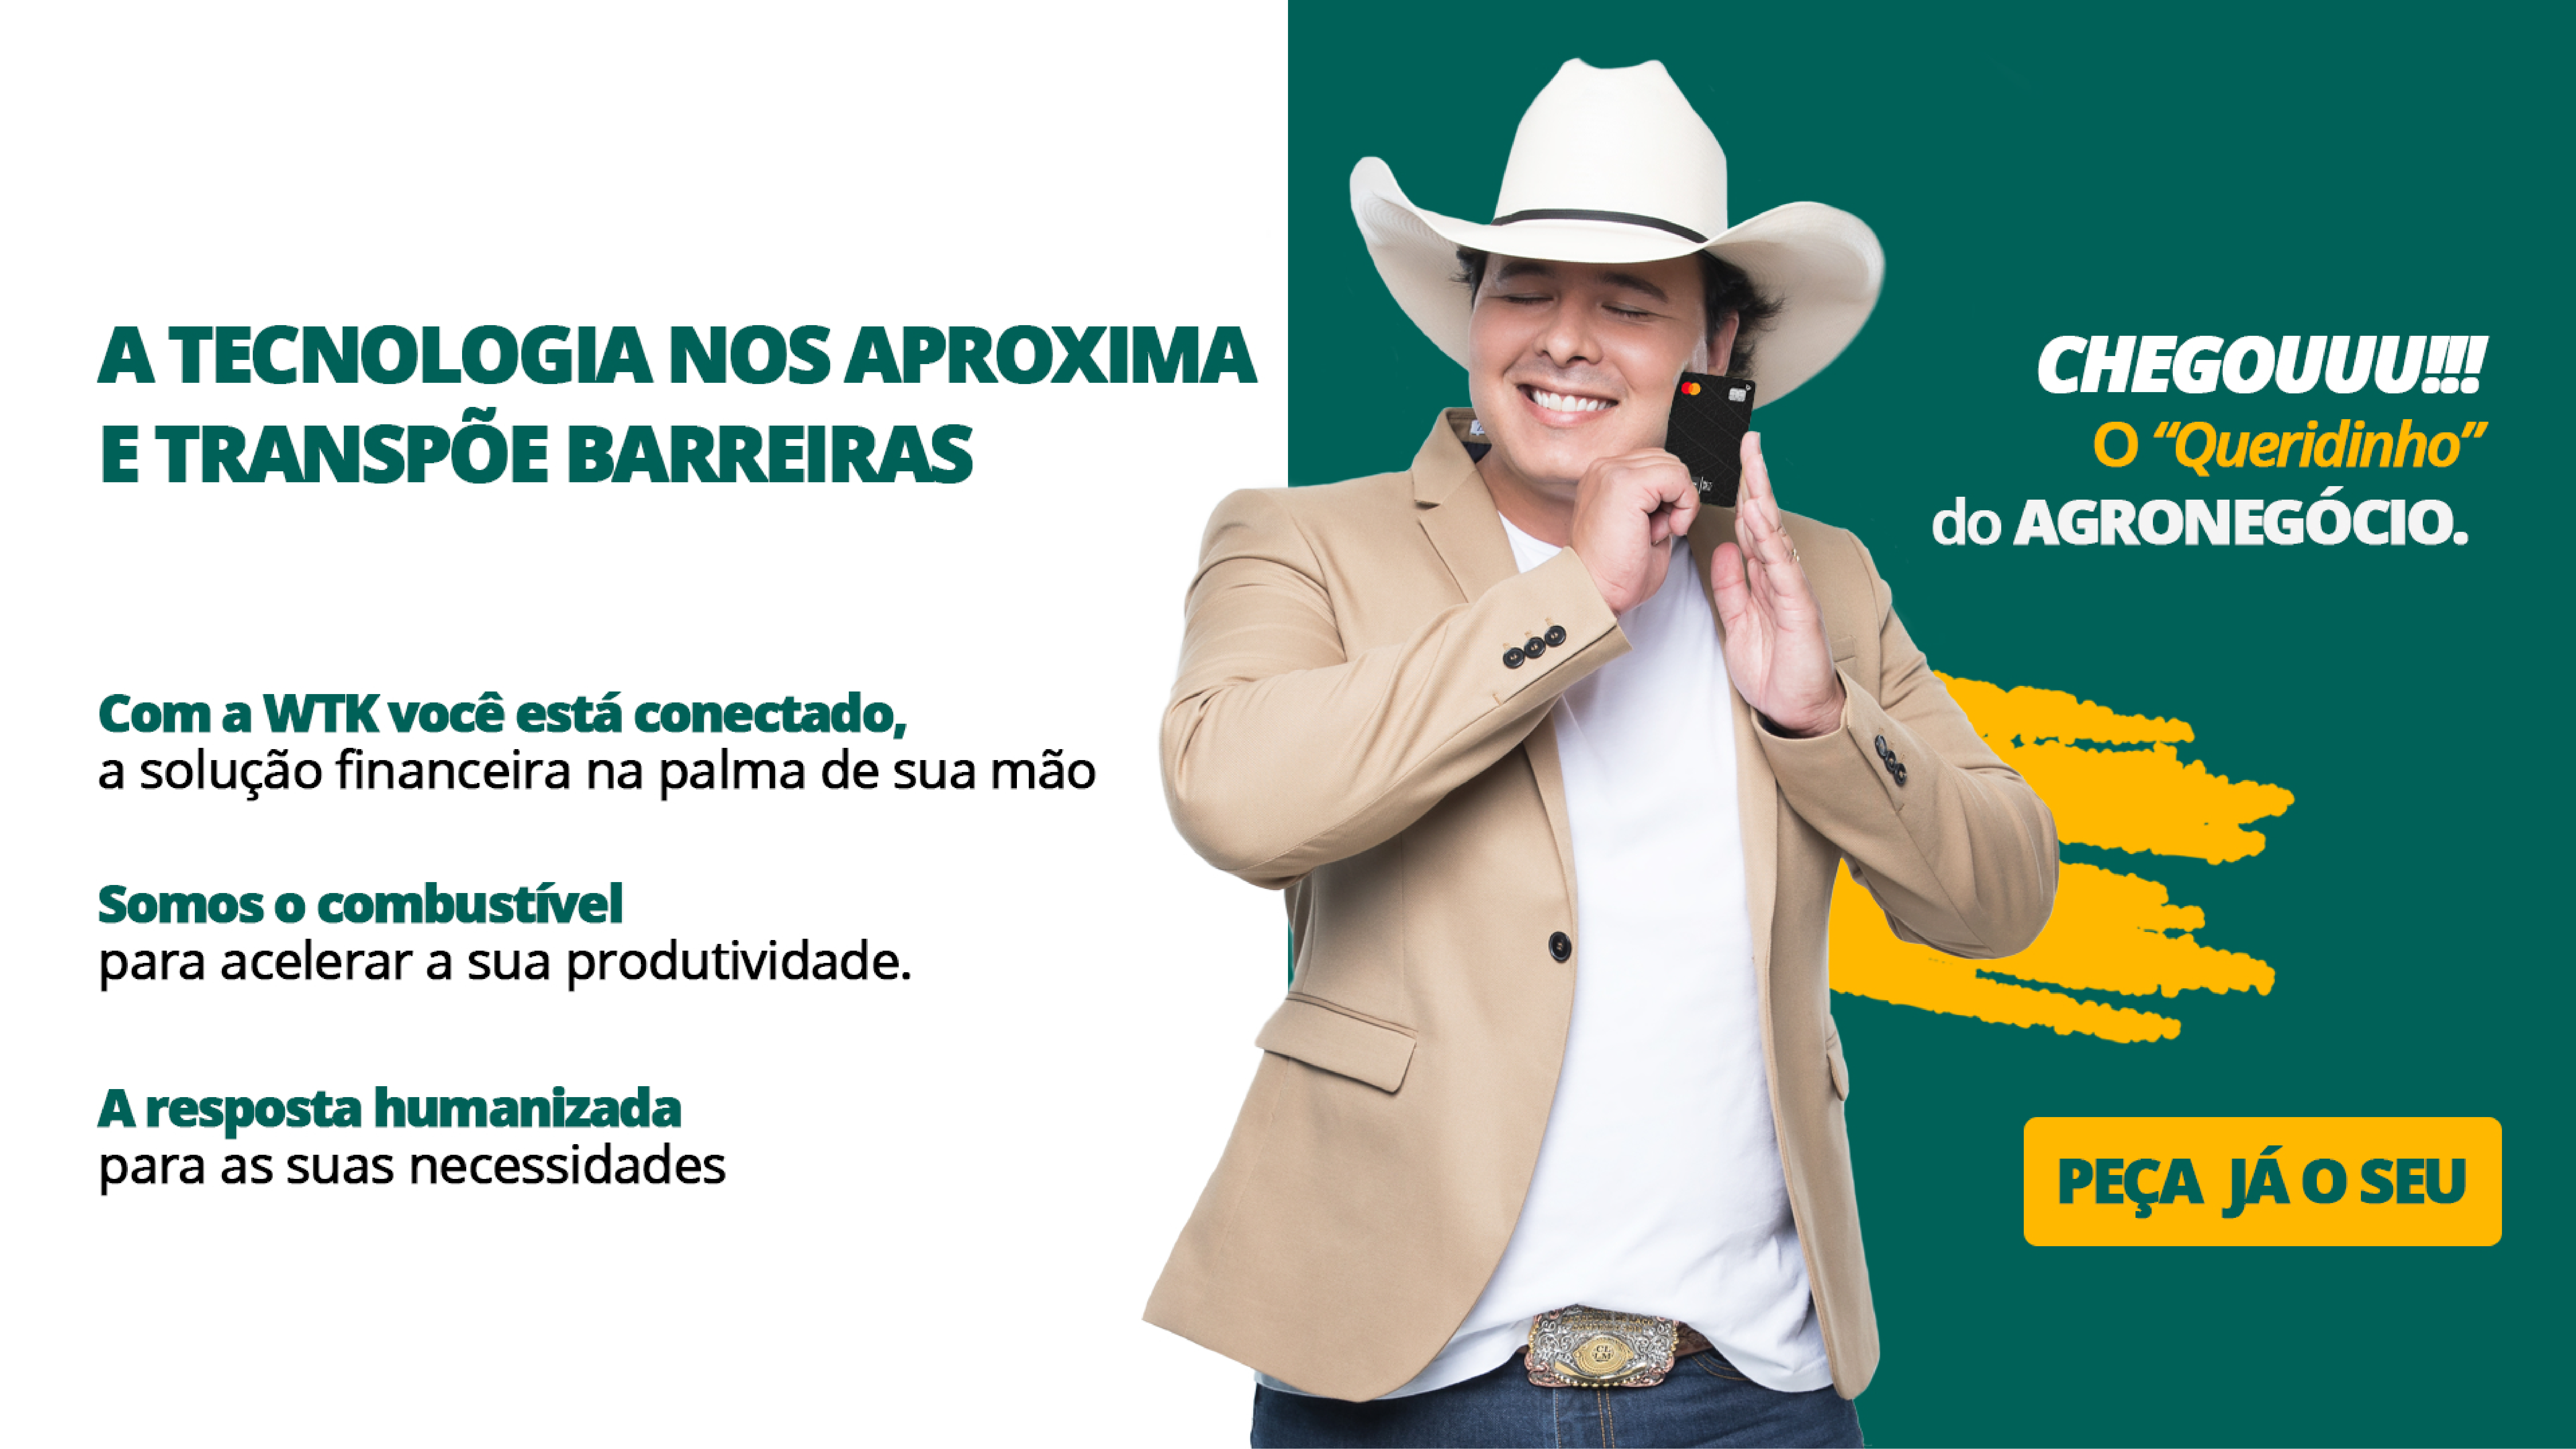 A TECNOLOGIA NOS APROXIMA
E TRANSPÕE BARREIRAS
Com a WTK você está conectado,
a solução financeira na palma de sua mão
Somos o combustível
para acelerar a sua produtividade.
A resposta humanizada
para as suas necessidades
CHEGOUUU!!!
O “Queridinho”
do AGRONEGÓCIO.
PEÇA JÁ O SEU